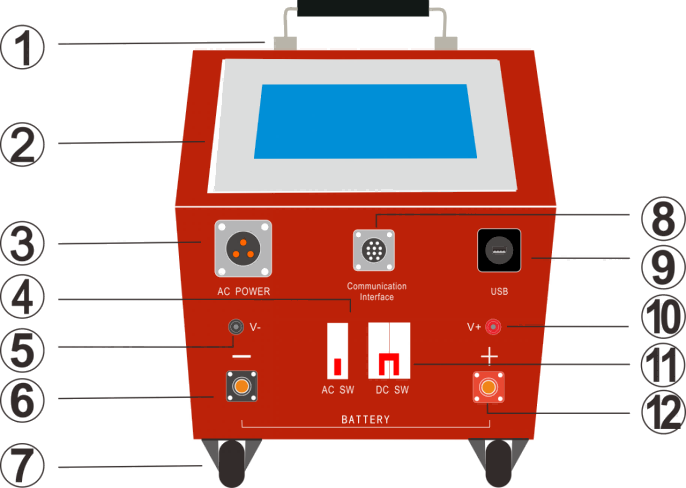 1
2
3
8
4
AC POWER
Communication
Interface
USB
9
5
V-
V+
10
−
+
AC SW
DC SW
11
6
12
BATTERY
7